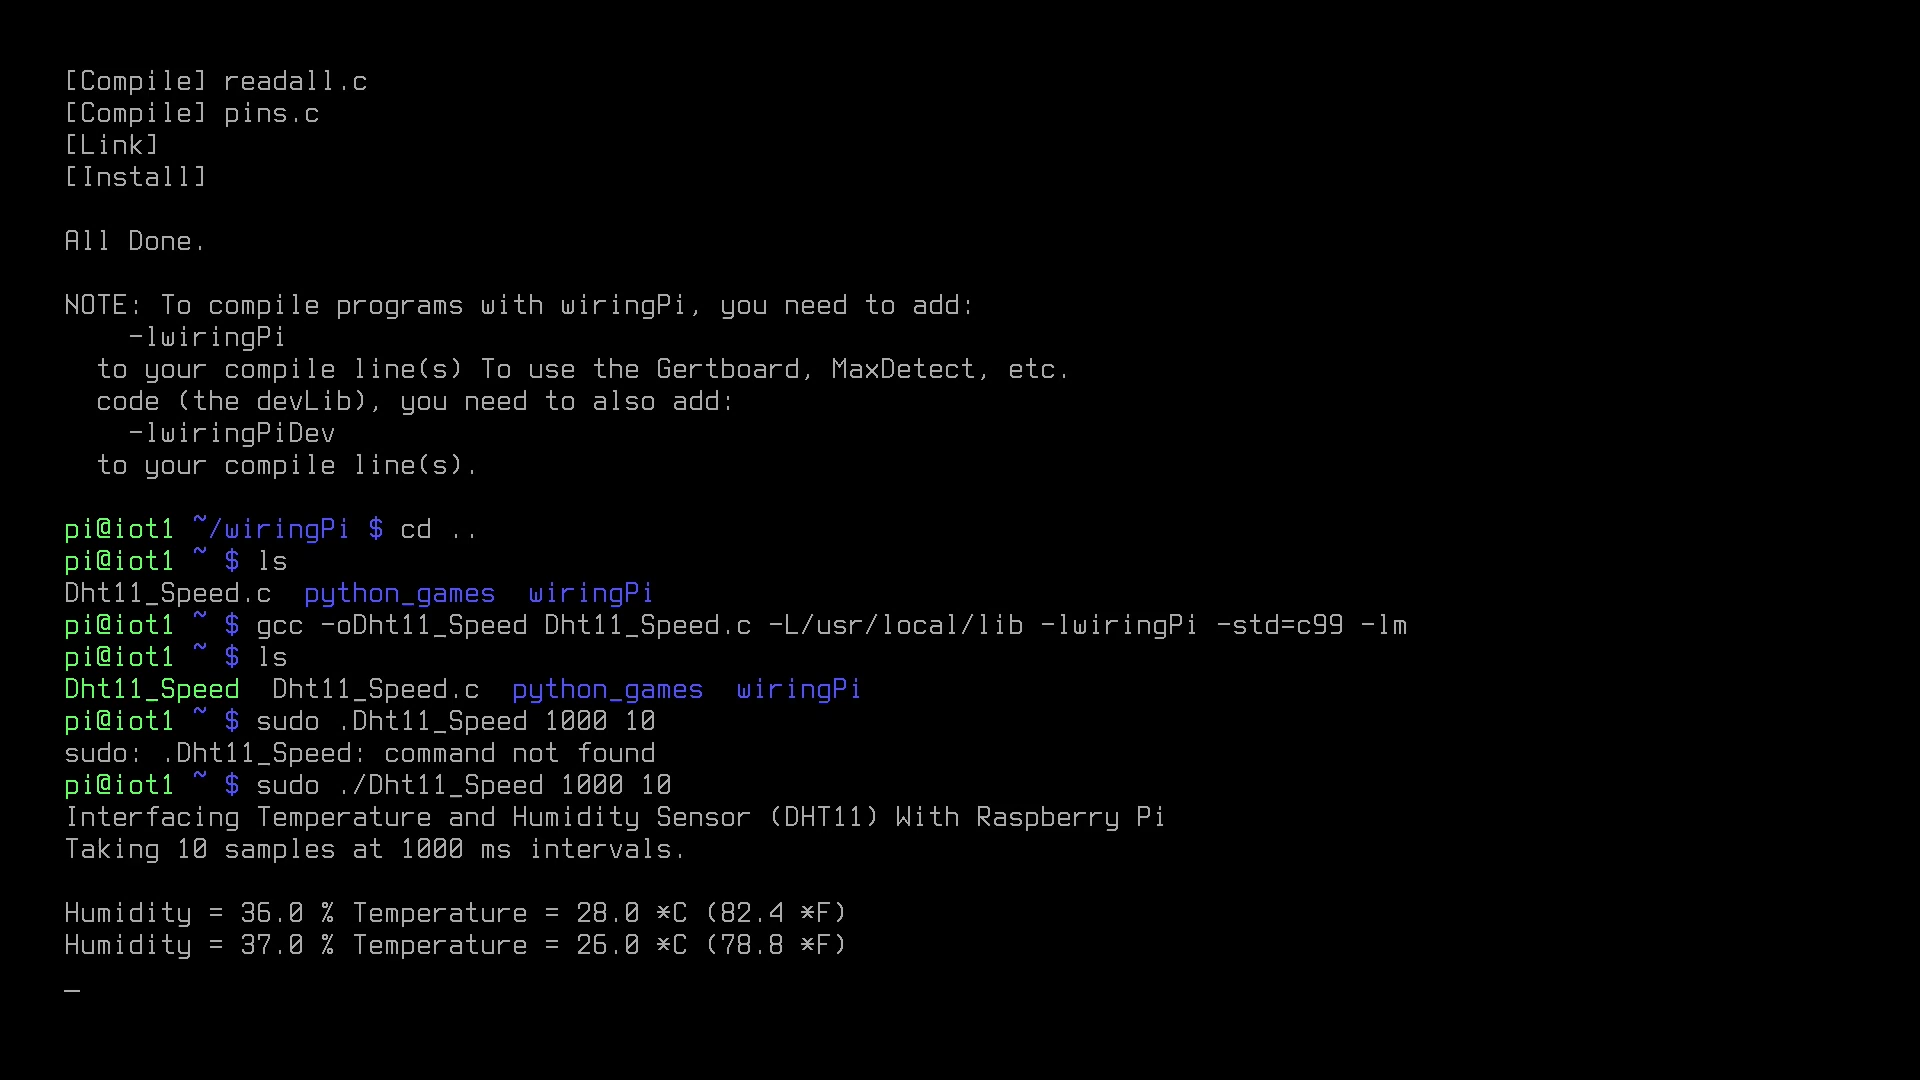 [Compile] readall.c
[Compile] pins.c
[Link]
[Install]
All Done.
NOTE: To compile programs with wiringPi, you need to add:
    -lwiringPi
  to your compile line(s) To use the Gertboard, MaxDetect, etc.
  code (the devLib), you need to also add:
    -lwiringPiDev
  to your compile line(s).
pi@iot1 ~/wiringPi $ cd ..
pi@iot1 ~ $ ls
Dht11_Speed.c  python_games  wiringPi
pi@iot1 ~ $ gcc -oDht11_Speed Dht11_Speed.c -L/usr/local/lib -lwiringPi -std=c99 -lm
pi@iot1 ~ $ ls
Dht11_Speed  Dht11_Speed.c  python_games  wiringPi
pi@iot1 ~ $ sudo .Dht11_Speed 1000 10
sudo: .Dht11_Speed: command not found
pi@iot1 ~ $ sudo ./Dht11_Speed 1000 10
Interfacing Temperature and Humidity Sensor (DHT11) With Raspberry Pi
Taking 10 samples at 1000 ms intervals.
Humidity = 36.0 % Temperature = 28.0 *C (82.4 *F)
Humidity = 37.0 % Temperature = 26.0 *C (78.8 *F)
_